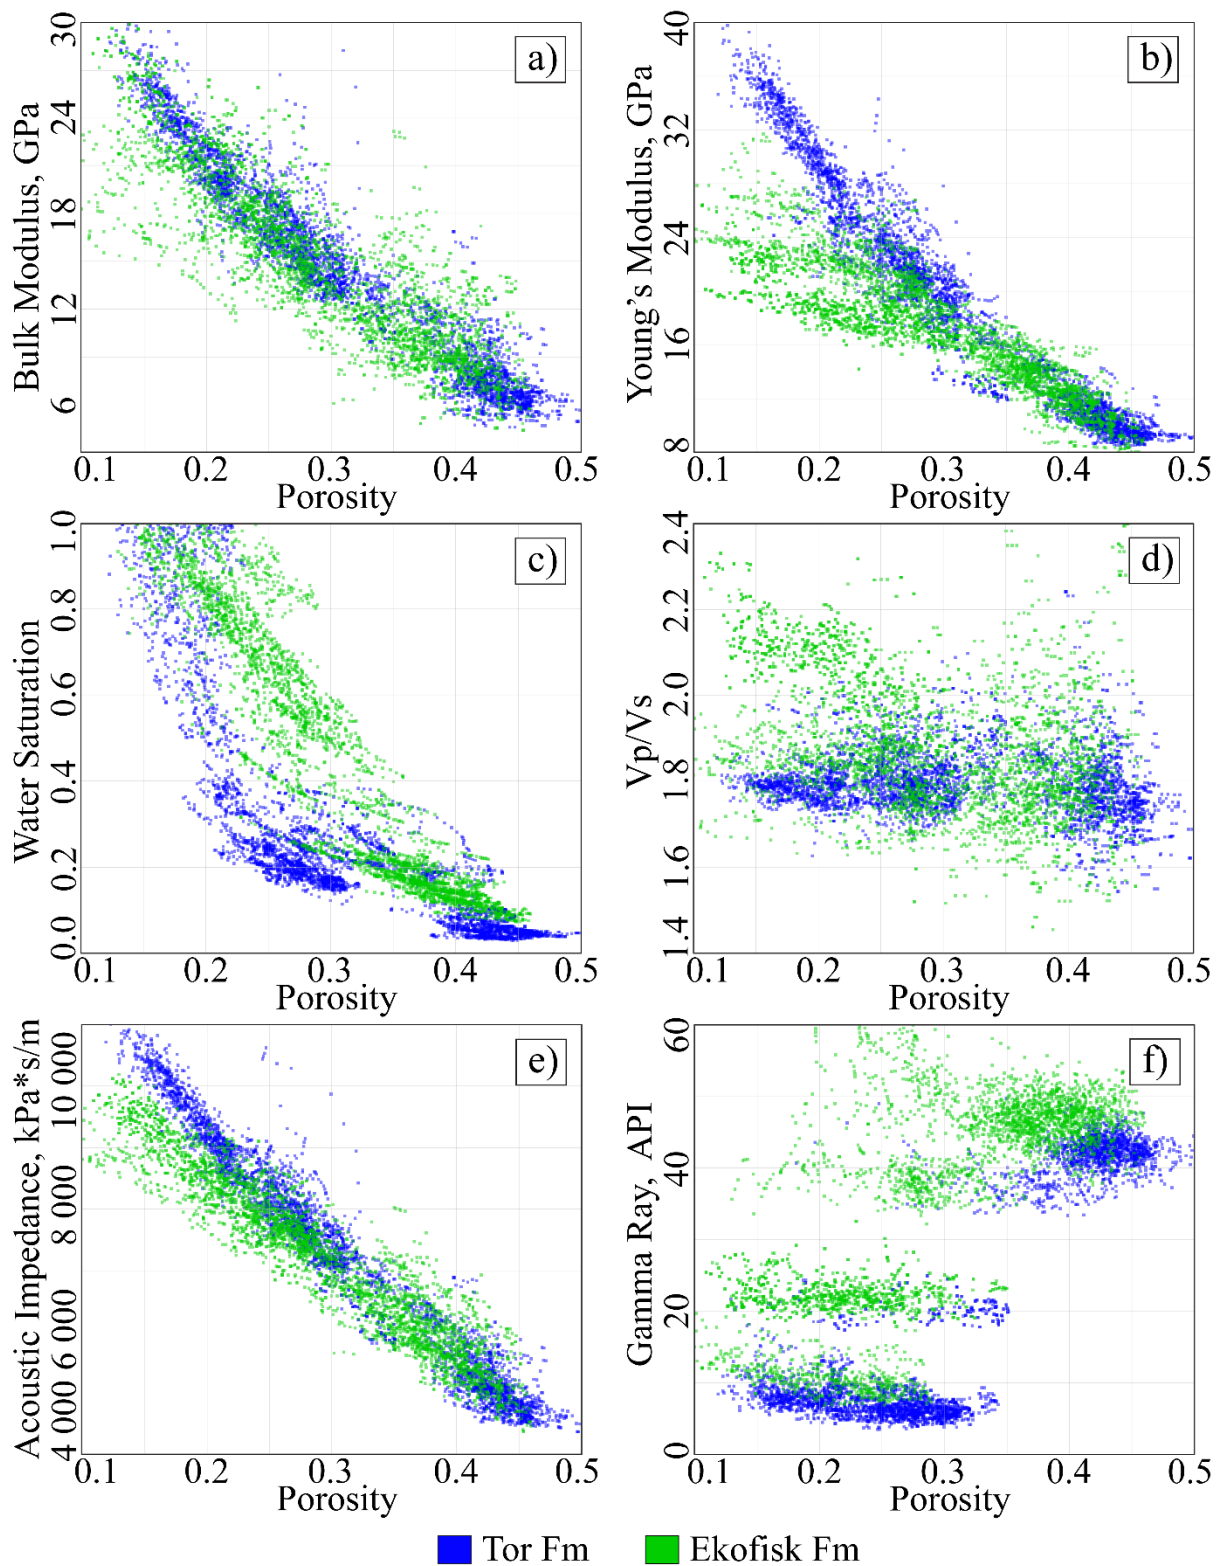 a)
30
24
18
12
6
Bulk Modulus, GPa
0.1 0.2 0.3 0.4 0.5
Porosity
b)
40
32
24
16
8
Young's Modulus, GPa
0.1 0.2 0.3 0.4 0.5
Porosity
c)
1.0
0.8
0.6
0.4
0.2
0.0
Water Saturation
0.1 0.2 0.3 0.4 0.5
Porosity
d)
2.4
2.2
2.0
1.8
1.6
1.4
Vp/Vs
0.1 0.2 0.3 0.4 0.5
Porosity
e)
10 000
8 000
6 000
4 000
Acoustic Impedance, kPa*s/m
0.1 0.2 0.3 0.4 0.5
Porosity
f)
60
40
20
0
Gamma Ray, API
0.1 0.2 0.3 0.4 0.5
Porosity
Tor Fm Ekofisk Fm